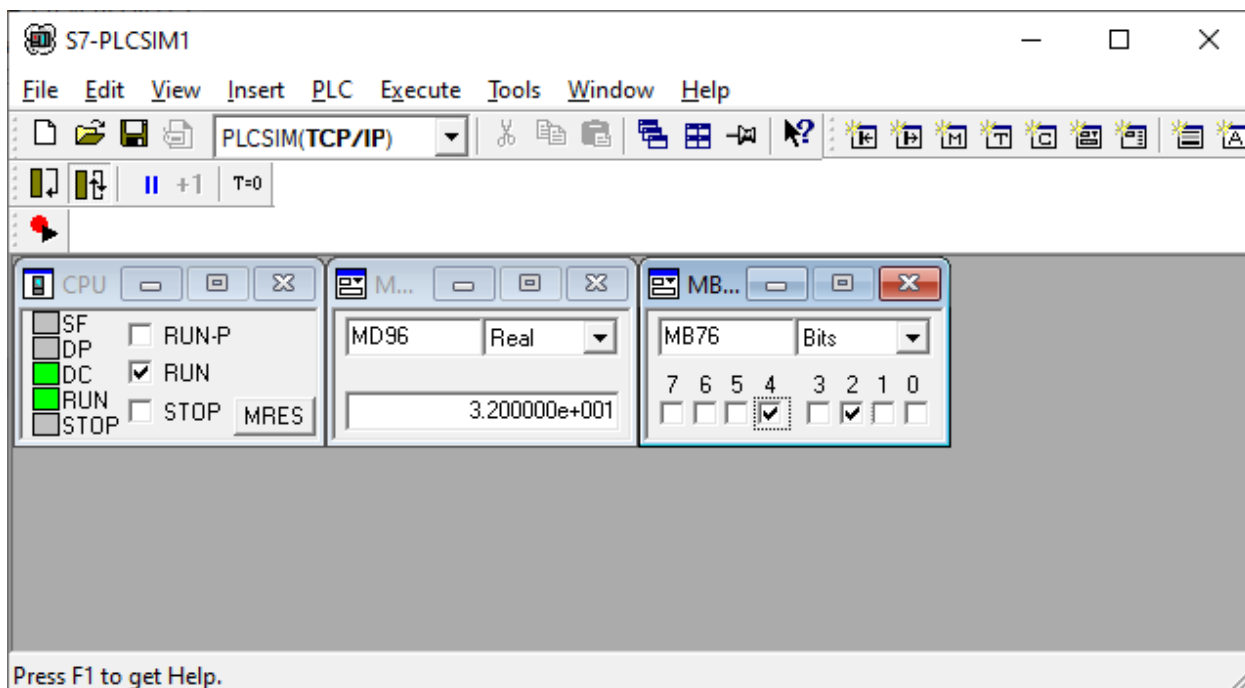 S7-PLCSIM1
File Edit View Insert PLC Execute Tools Window Help
PLCSIM(TCP/IP)
+1 T=0
CPU
SF
DP
DC
RUN
STOP
RUN-P
RUN
STOP MRES
M...
MD96 Real
3.200000e+001
MB...
MB76 Bits
7 6 5 4 3 2 1 0
Press F1 to get Help.